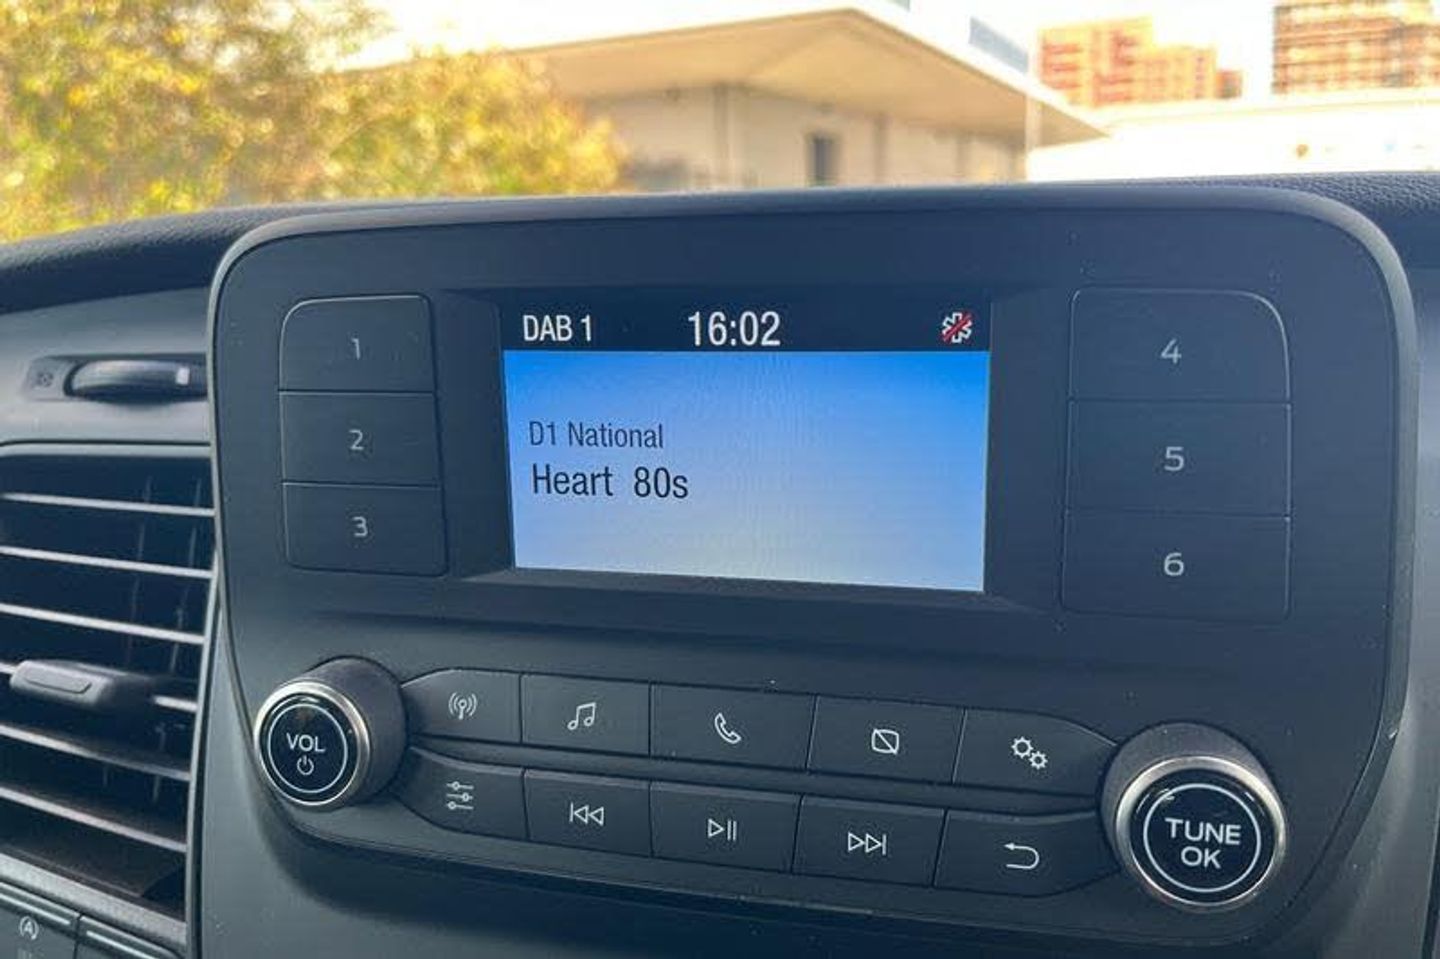 DAB 1 16:02
D1 National
Heart 80s
1
2
3
4
5
6
VOL
TUNE
OK
A